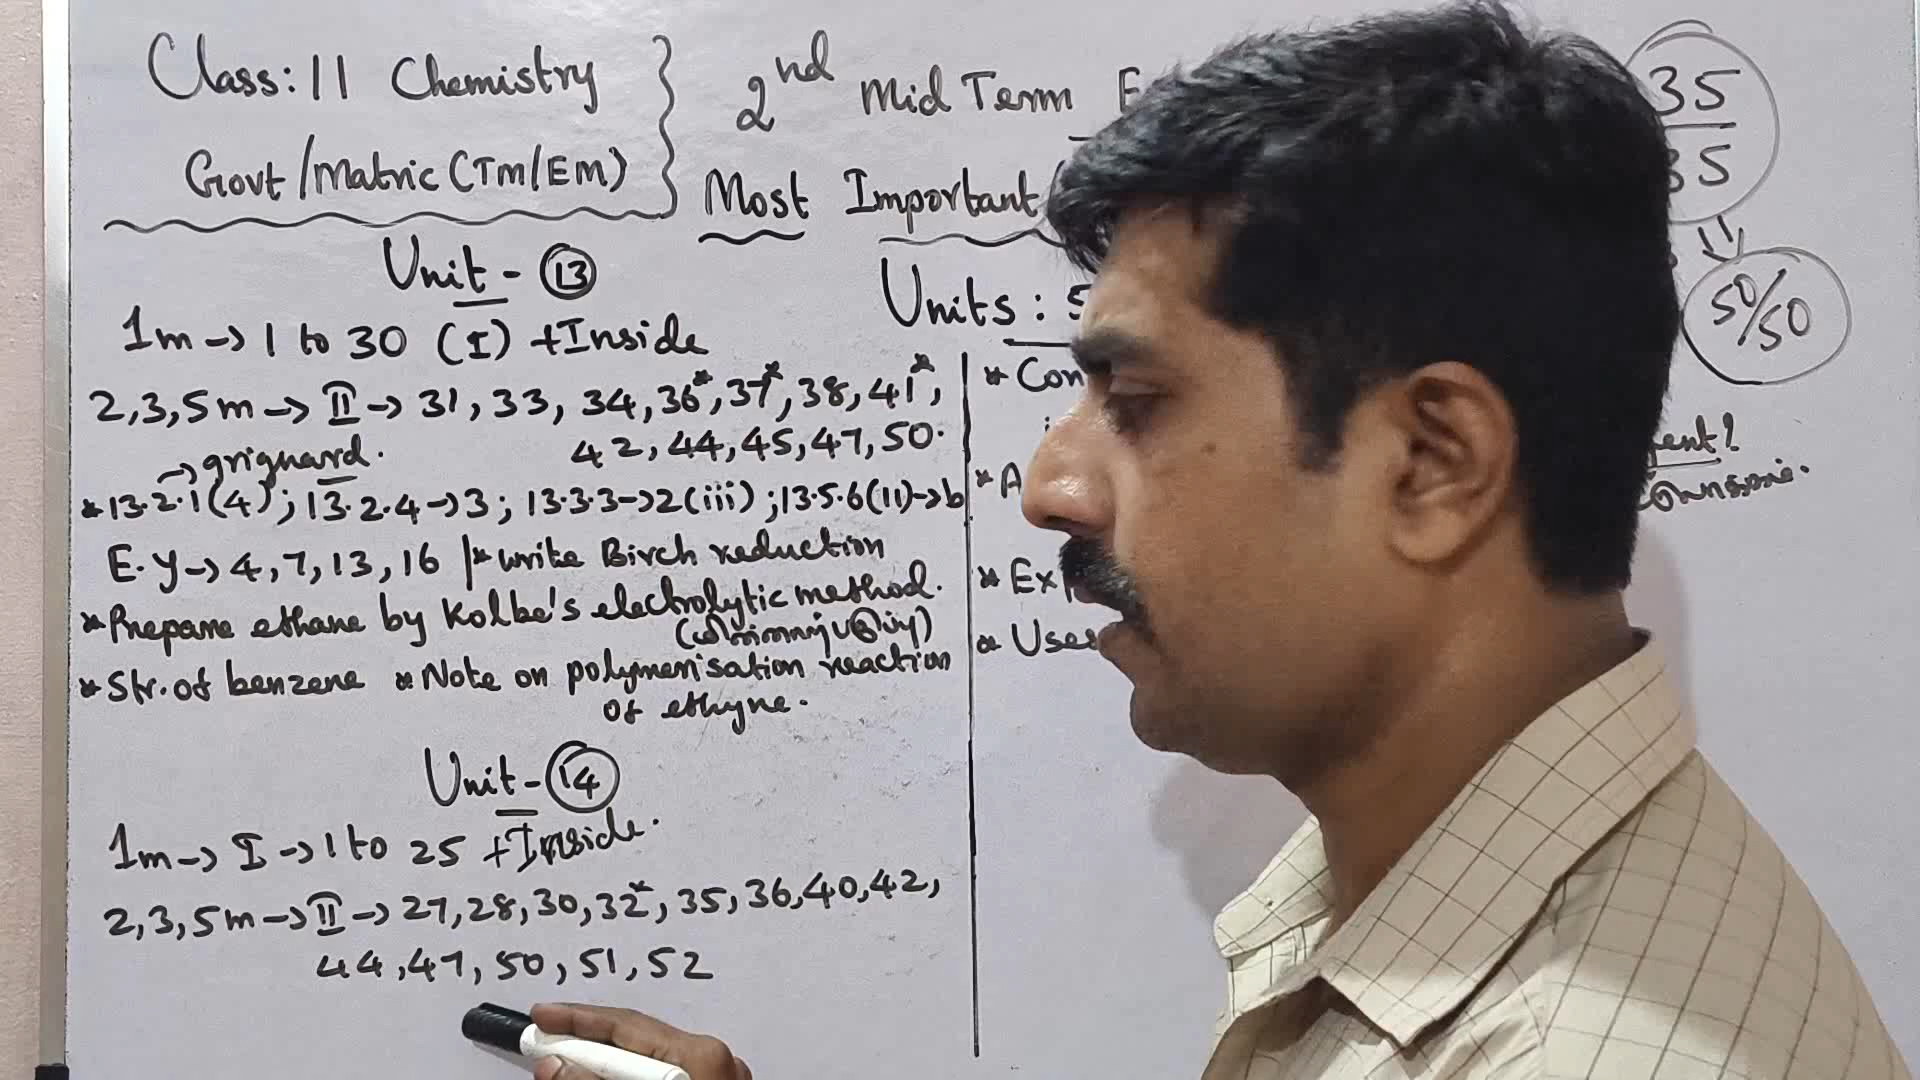 Class: 11 Chemistry
Govt/Matric (TM/EM)
2nd Mid Term
Most Important
35
35
50/50
Unit - 13
1m → 1 to 30 (I) + Inside
2,3,5m → II → 31, 33, 34, 36*, 37*, 38, 41*,
42, 44, 45, 47, 50.
→ griguard.
* 13.2.1(4); 13.2.4→3; 13.3.3→2(iii); 13.5.6(11)→b
E.y → 4, 7, 13, 16 | * write Birch reduction
* Prepare ethane by Kolbe's electrolytic method.
* Str. of benzene * Note on polymerisation reaction
of ethyne.
Unit - 14
1m → I → 1 to 25 + Inside.
2,3,5m → II → 27, 28, 30, 32*, 35, 36, 40, 42,
44, 47, 50, 51, 52
Units : 5
* Con
* A
* Ex
* Use